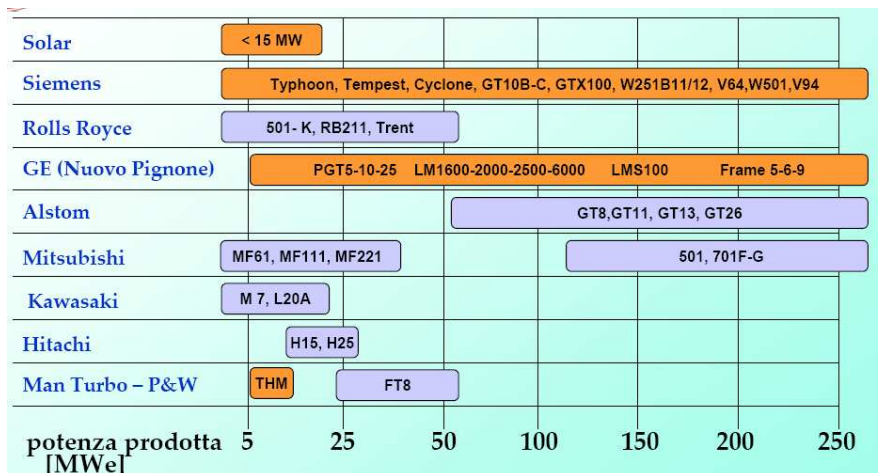 Solar
< 15 MW
Siemens
Typhoon, Tempest, Cyclone, GT10B-C, GTX100, W251B11/12, V64,W501,V94
Rolls Royce
501- K, RB211, Trent
GE (Nuovo Pignone)
PGT5-10-25 LM1600-2000-2500-6000 LMS100 Frame 5-6-9
Alstom
GT8,GT11, GT13, GT26
Mitsubishi
MF61, MF111, MF221
501, 701F-G
Kawasaki
M 7, L20A
Hitachi
H15, H25
Man Turbo – P&W
THM
FT8
potenza prodotta
[MWe]
5 25 50 100 150 200 250